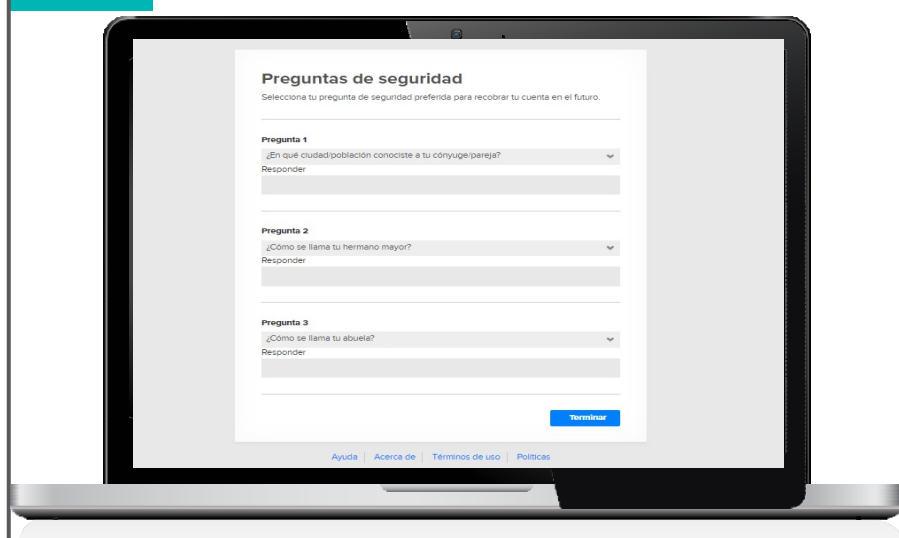 Preguntas de seguridad
Selecciona tu pregunta de seguridad preferida para recobrar tu cuenta en el futuro.
Pregunta 1
¿En qué ciudad/población conociste a tu cónyuge/pareja?
Responder
Pregunta 2
¿Cómo se llama tu hermano mayor?
Responder
Pregunta 3
¿Cómo se llama tu abuela?
Responder
Terminar
Ayuda | Acerca de | Términos de uso | Políticas